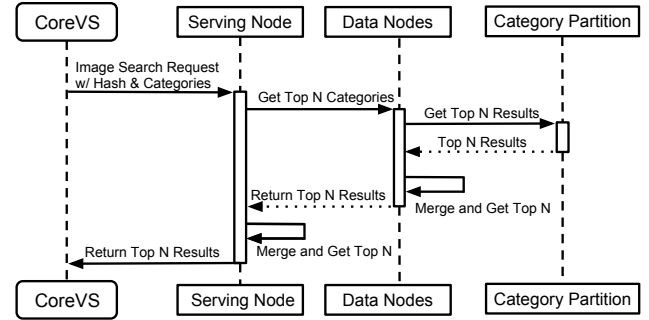 CoreVS
Serving Node
Data Nodes
Category Partition
Image Search Request
w/ Hash & Categories
Get Top N Categories
Get Top N Results
Top N Results
Return Top N Results
Merge and Get Top N
Return Top N Results
Merge and Get Top N
CoreVS
Serving Node
Data Nodes
Category Partition